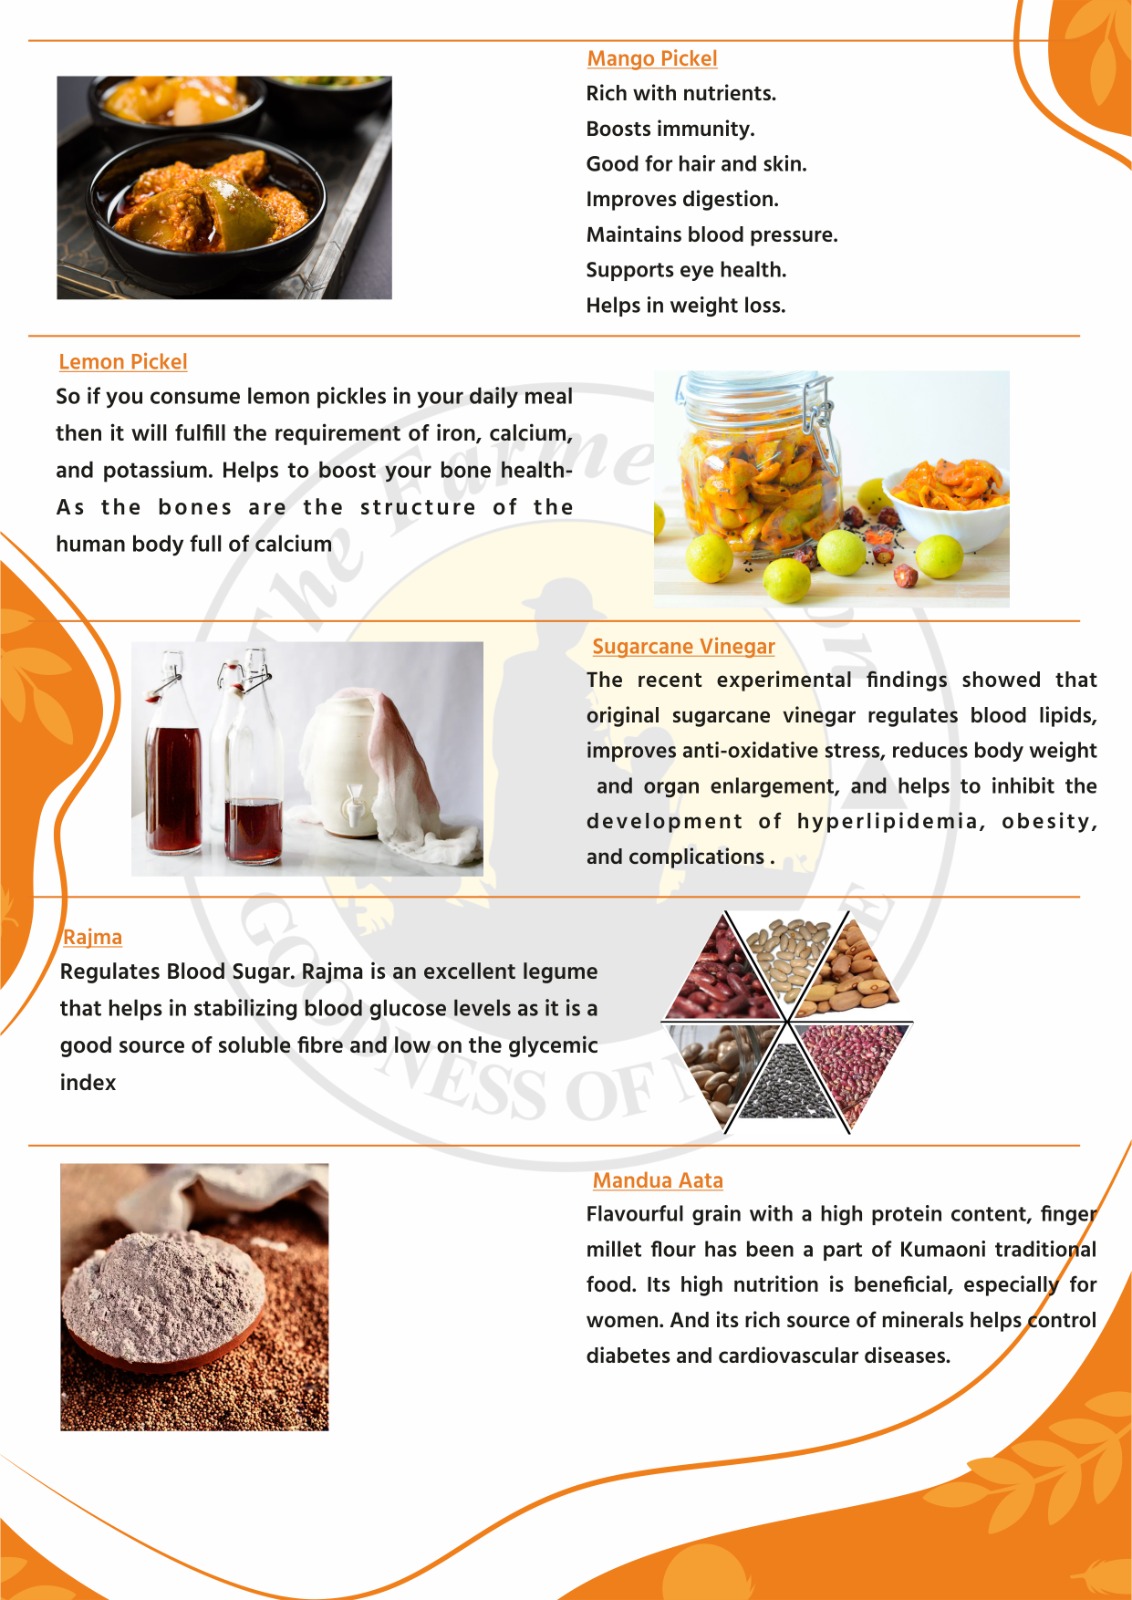 Mango Pickel
Rich with nutrients.
Boosts immunity.
Good for hair and skin.
Improves digestion.
Maintains blood pressure.
Supports eye health.
Helps in weight loss.
Lemon Pickel
So if you consume lemon pickles in your daily meal
then it will fulfill the requirement of iron, calcium,
and potassium. Helps to boost your bone health-
As the bones are the structure of the
human body full of calcium
Sugarcane Vinegar
The recent experimental findings showed that
original sugarcane vinegar regulates blood lipids,
improves anti-oxidative stress, reduces body weight
and organ enlargement, and helps to inhibit the
development of hyperlipidemia, obesity,
and complications .
Rajma
Regulates Blood Sugar. Rajma is an excellent legume
that helps in stabilizing blood glucose levels as it is a
good source of soluble fibre and low on the glycemic
index
Mandua Aata
Flavourful grain with a high protein content, finger
millet flour has been a part of Kumaoni traditional
food. Its high nutrition is beneficial, especially for
women. And its rich source of minerals helps control
diabetes and cardiovascular diseases.
The
GOODNESS OF